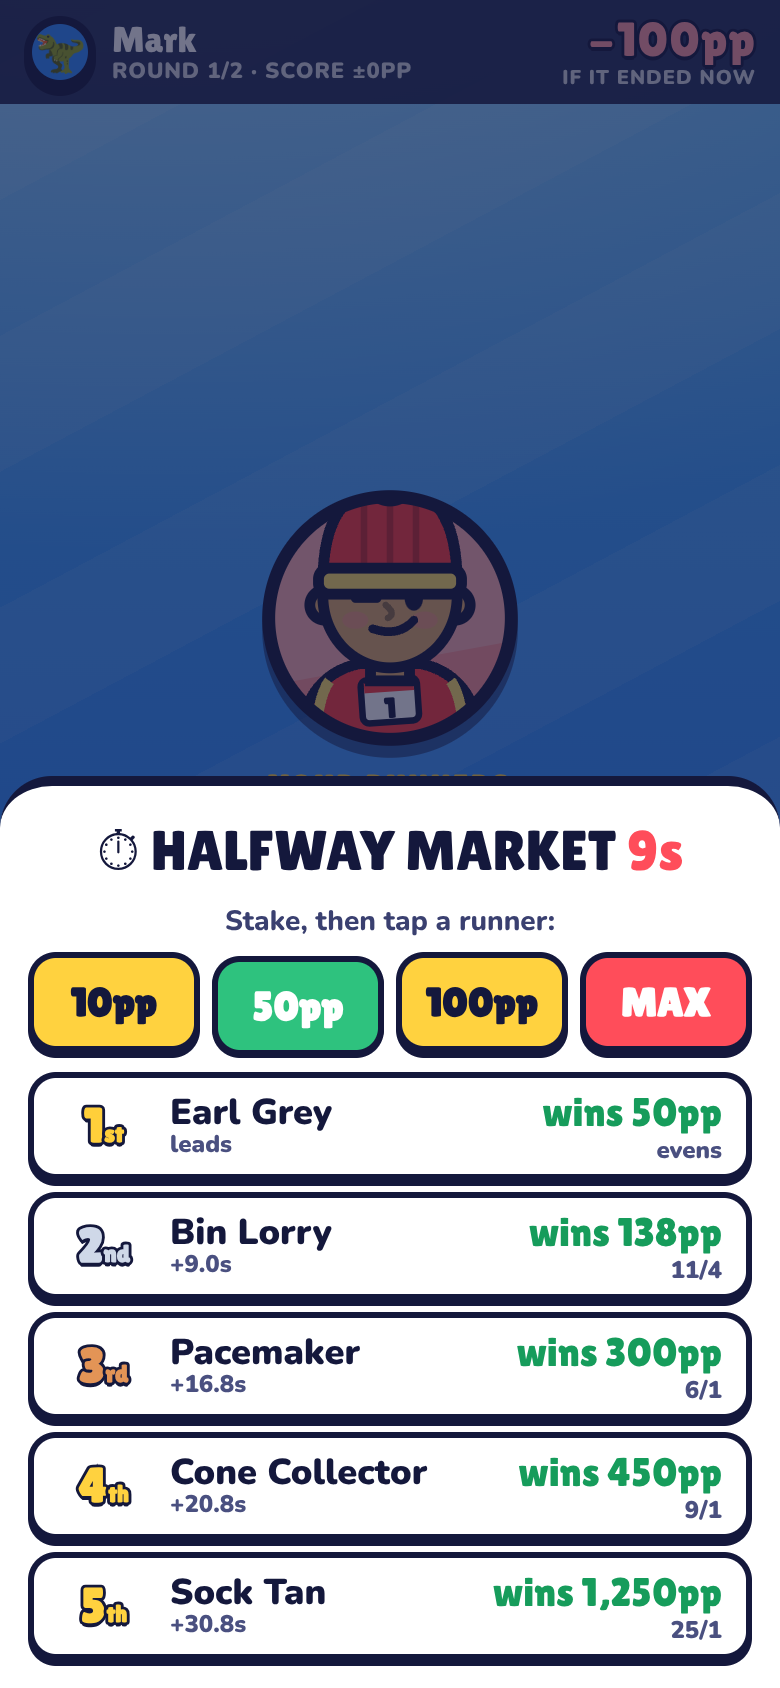 Mark
ROUND 1/2 · SCORE ±0PP
−100pp
IF IT ENDED NOW
1
HALFWAY MARKET 9s
Stake, then tap a runner:
10pp
50pp
100pp
MAX
1st
Earl Grey
leads
wins 50pp
evens
2nd
Bin Lorry
+9.0s
wins 138pp
11/4
3rd
Pacemaker
+16.8s
wins 300pp
6/1
4th
Cone Collector
+20.8s
wins 450pp
9/1
5th
Sock Tan
+30.8s
wins 1,250pp
25/1